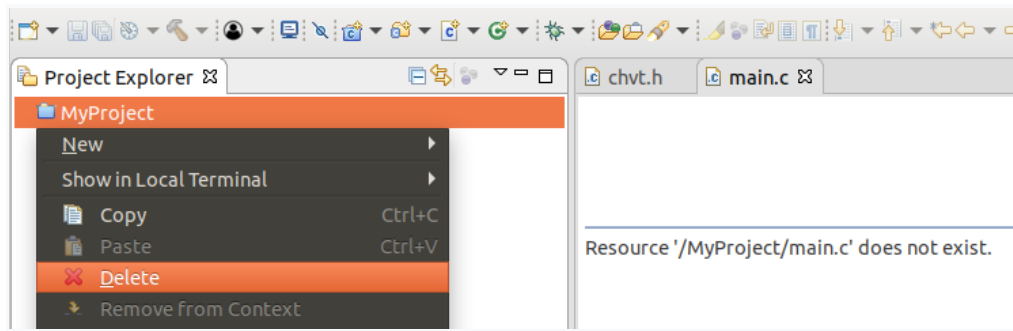 Project Explorer
chvt.h
main.c
MyProject
New
Show in Local Terminal
Copy Ctrl+C
Paste Ctrl+V
Delete
Remove from Context
Resource '/MyProject/main.c' does not exist.